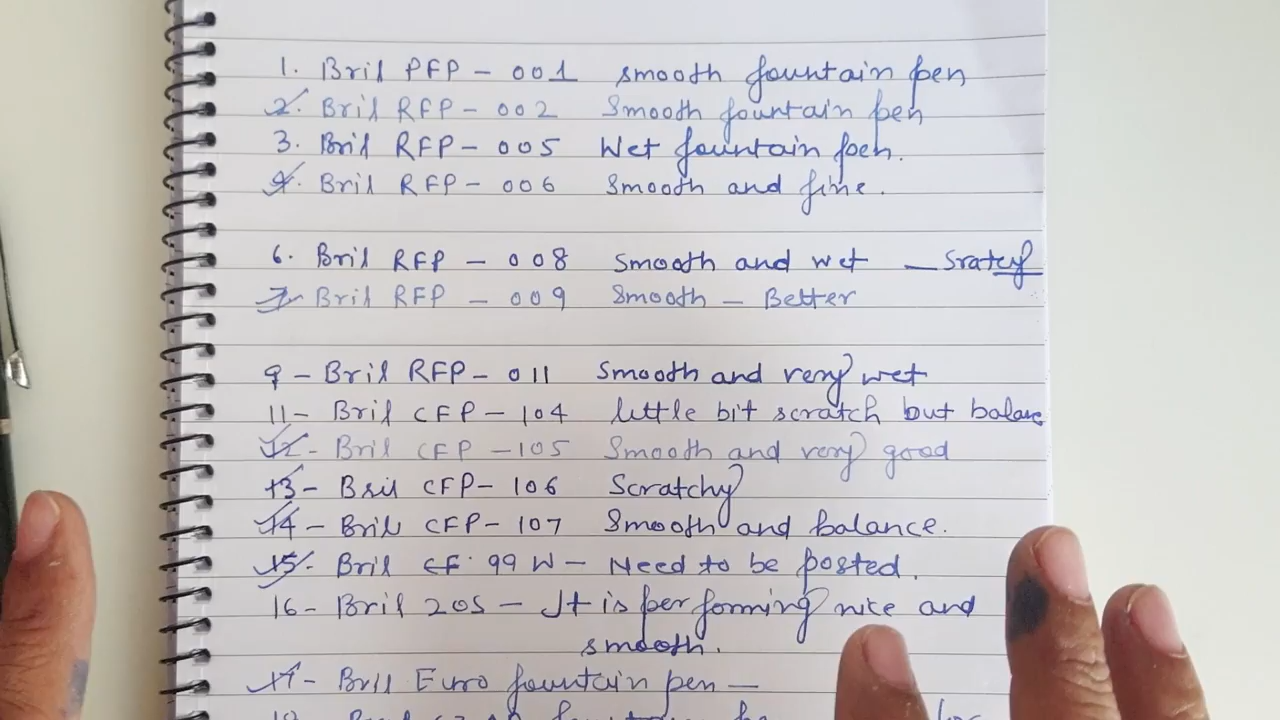 1. Bril PFP - 001 smooth fountain pen
2. Bril RFP - 002 Smooth fountain pen
3. Bril RFP - 005 Wet fountain pen.
4. Bril RFP - 006 Smooth and fine.
6. Bril RFP - 008 Smooth and wet _ Sratcy
7- Bril RFP - 009 Smooth - Better
9 - Bril RFP - 011 Smooth and very wet
11 - Bril CFP - 104 little bit scratch but balanc
12 - Bril CFP - 105 Smooth and very good
13 - Bril CFP - 106 Scratchy
14 - Bril CFP - 107 Smooth and balance.
15 - Bril CF. 99 W - Need to be posted.
16 - Bril 205 - It is performing nice and
smooth.
17 - Bril Euro fountain pen -